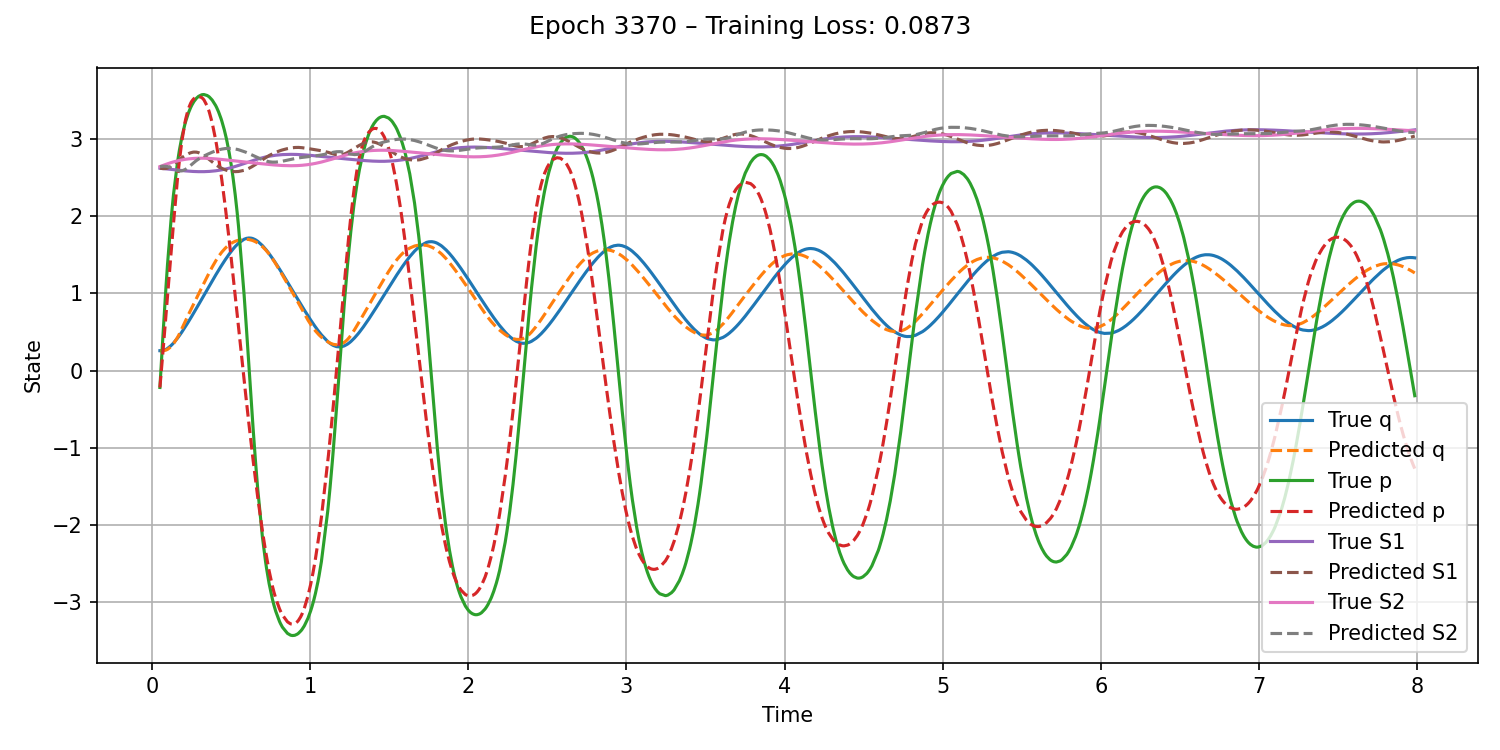 Epoch 3370 – Training Loss: 0.0873
State
3
2
1
0
−1
−2
−3
0 1 2 3 4 5 6 7 8
Time
True q
Predicted q
True p
Predicted p
True S1
Predicted S1
True S2
Predicted S2